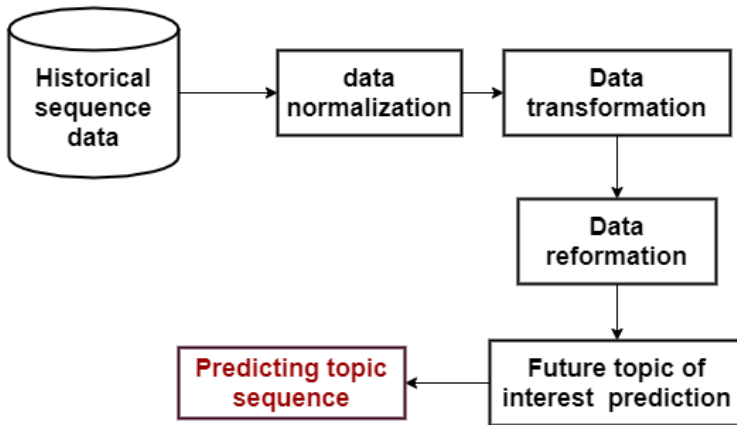 Historical
sequence
data
data
normalization
Data
transformation
Data
reformation
Future topic of
interest prediction
Predicting topic
sequence